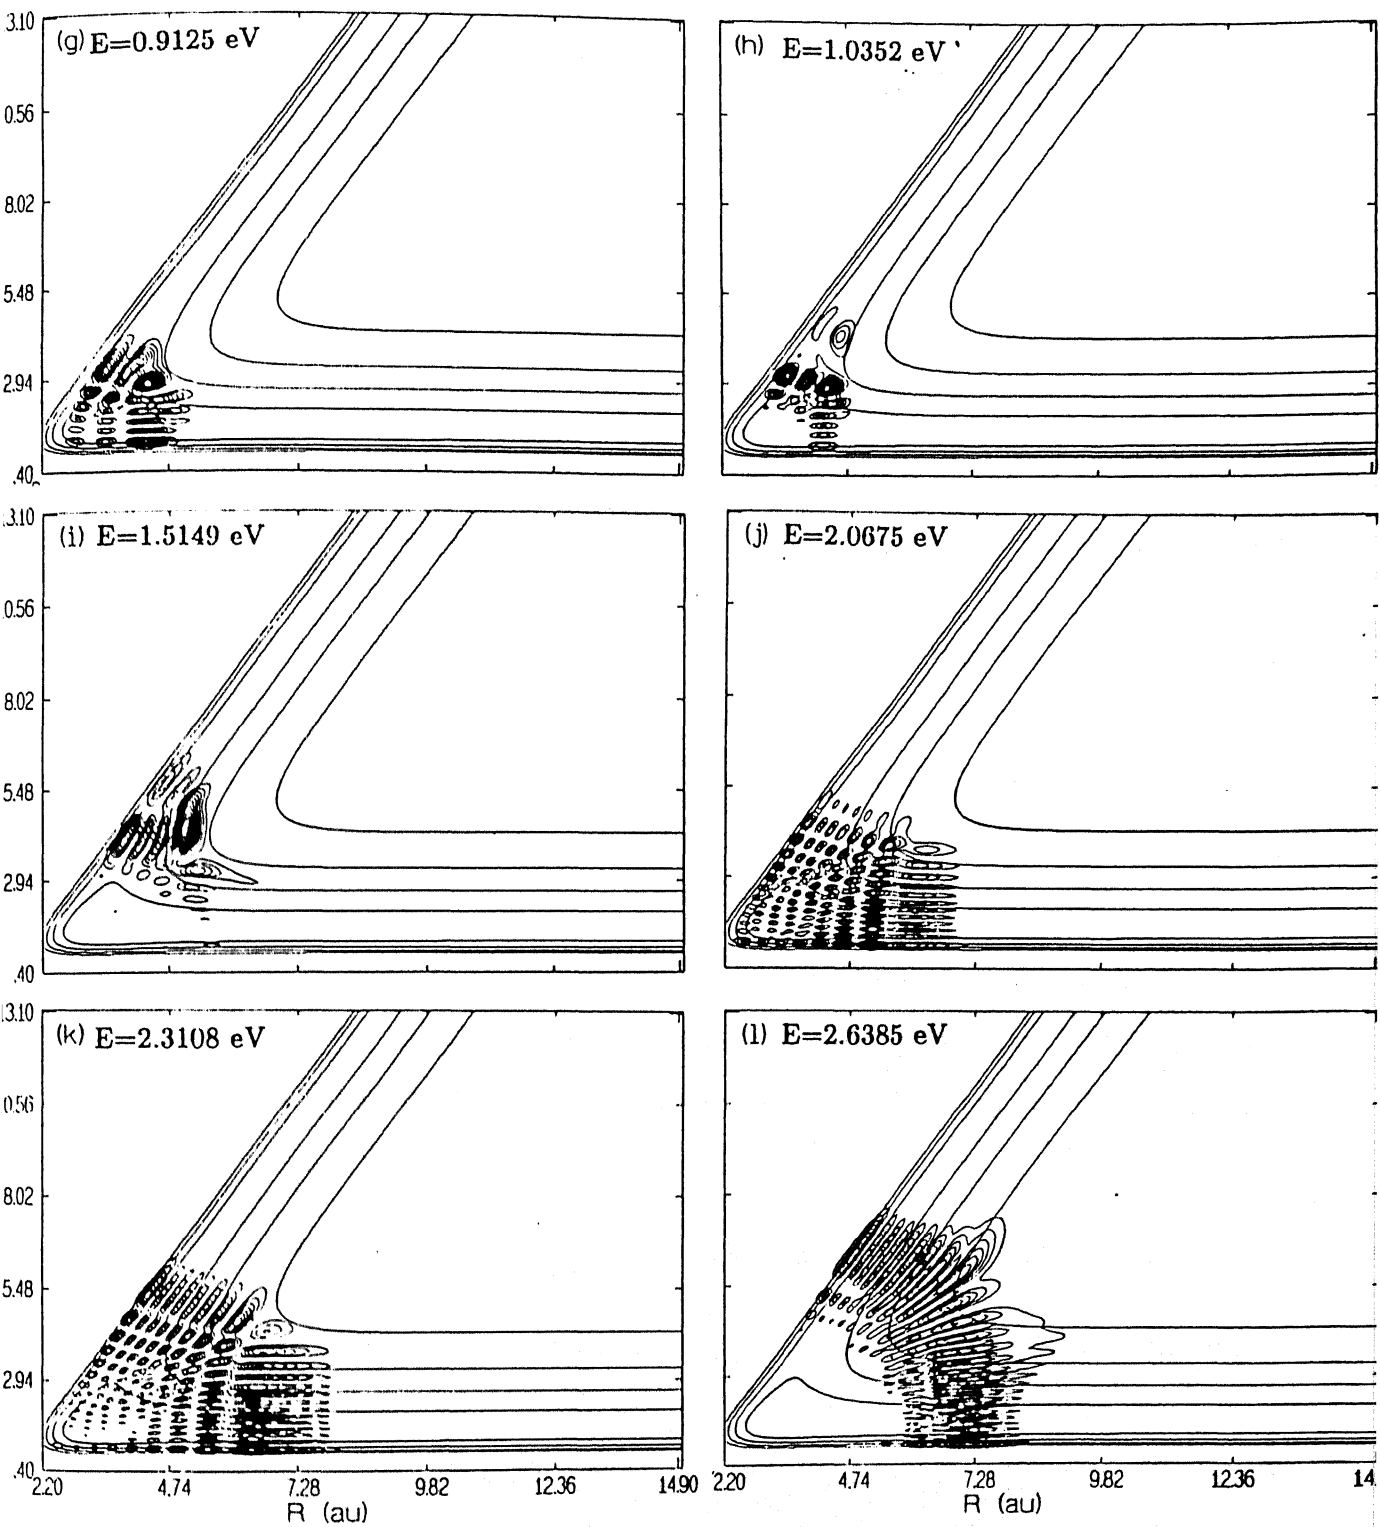 (g) E=0.9125 eV
(h) E=1.0352 eV
3.10
0.56
8.02
5.48
2.94
.40
(i) E=1.5149 eV
(j) E=2.0675 eV
3.10
0.56
8.02
5.48
2.94
.40
(k) E=2.3108 eV
(l) E=2.6385 eV
13.10
0.56
8.02
5.48
2.94
.40
2.20 4.74 7.28 9.82 12.36 14.90
R (au)
2.20 4.74 7.28 9.82 12.36 14.
R (au)